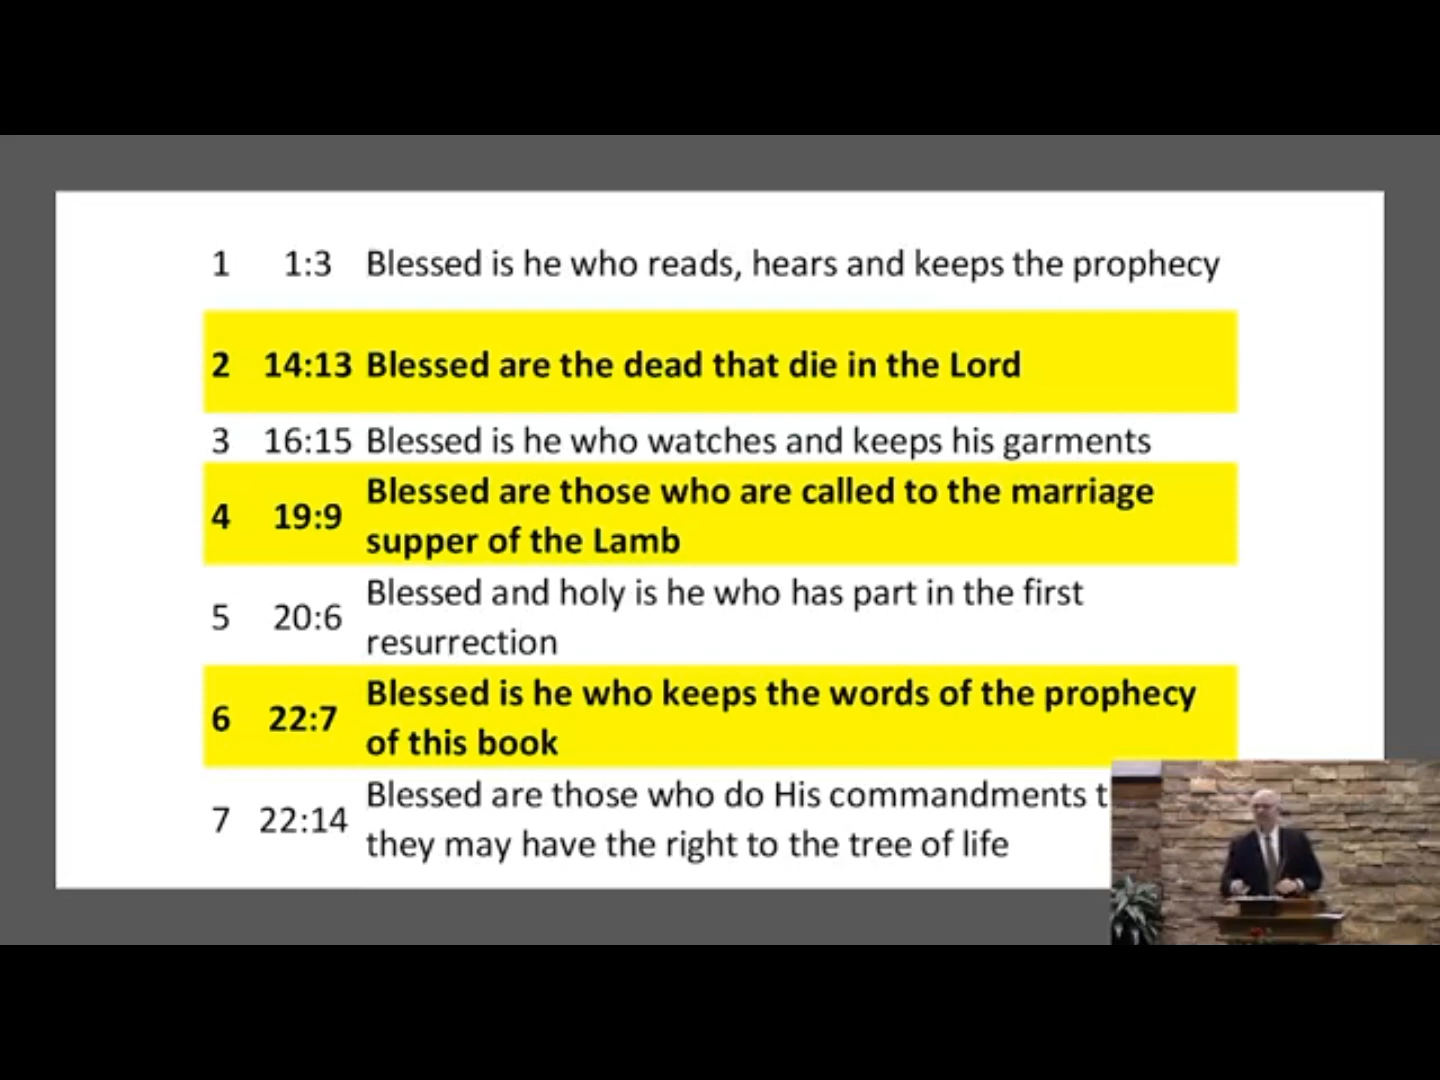 1 1:3 Blessed is he who reads, hears and keeps the prophecy
2 14:13 Blessed are the dead that die in the Lord
3 16:15 Blessed is he who watches and keeps his garments
4 19:9 Blessed are those who are called to the marriage
supper of the Lamb
5 20:6 Blessed and holy is he who has part in the first
resurrection
6 22:7 Blessed is he who keeps the words of the prophecy
of this book
7 22:14 Blessed are those who do His commandments
they may have the right to the tree of life